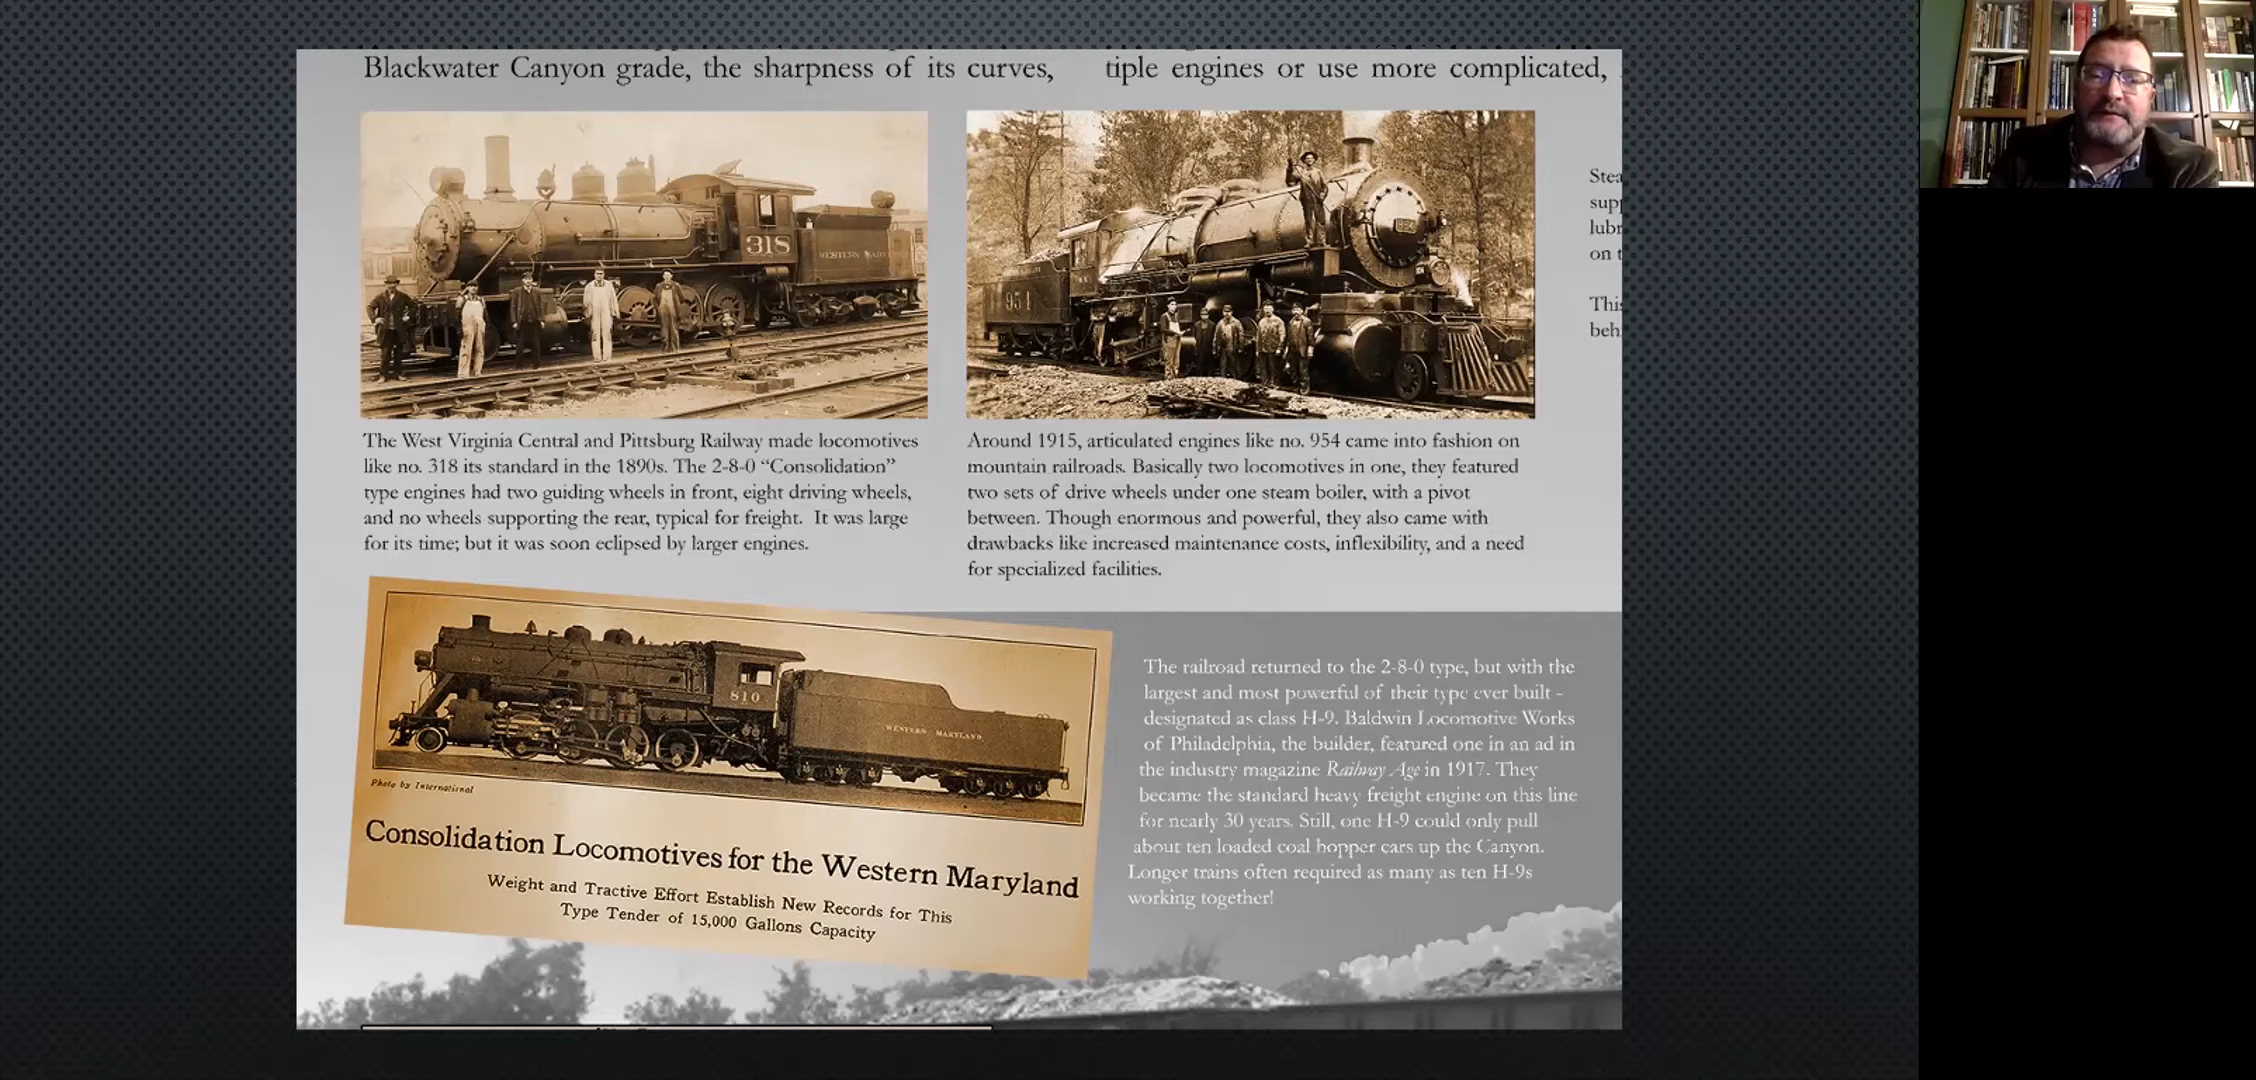 Blackwater Canyon grade, the sharpness of its curves,
tiple engines or use more complicated,
318
WESTERN
954
The West Virginia Central and Pittsburg Railway made locomotives
like no. 318 its standard in the 1890s. The 2-8-0 “Consolidation”
type engines had two guiding wheels in front, eight driving wheels,
and no wheels supporting the rear, typical for freight. It was large
for its time; but it was soon eclipsed by larger engines.
Around 1915, articulated engines like no. 954 came into fashion on
mountain railroads. Basically two locomotives in one, they featured
two sets of drive wheels under one steam boiler, with a pivot
between. Though enormous and powerful, they also came with
drawbacks like increased maintenance costs, inflexibility, and a need
for specialized facilities.
Stea
supp
lubr
on t
This
beh
810
WESTERN MARYLAND
Photo by International
Consolidation Locomotives for the Western Maryland
Weight and Tractive Effort Establish New Records for This
Type Tender of 15,000 Gallons Capacity
The railroad returned to the 2-8-0 type, but with the
largest and most powerful of their type ever built -
designated as class H-9. Baldwin Locomotive Works
of Philadelphia, the builder, featured one in an ad in
the industry magazine Railway Age in 1917. They
became the standard heavy freight engine on this line
for nearly 30 years. Still, one H-9 could only pull
about ten loaded coal hopper cars up the Canyon.
Longer trains often required as many as ten H-9s
working together!